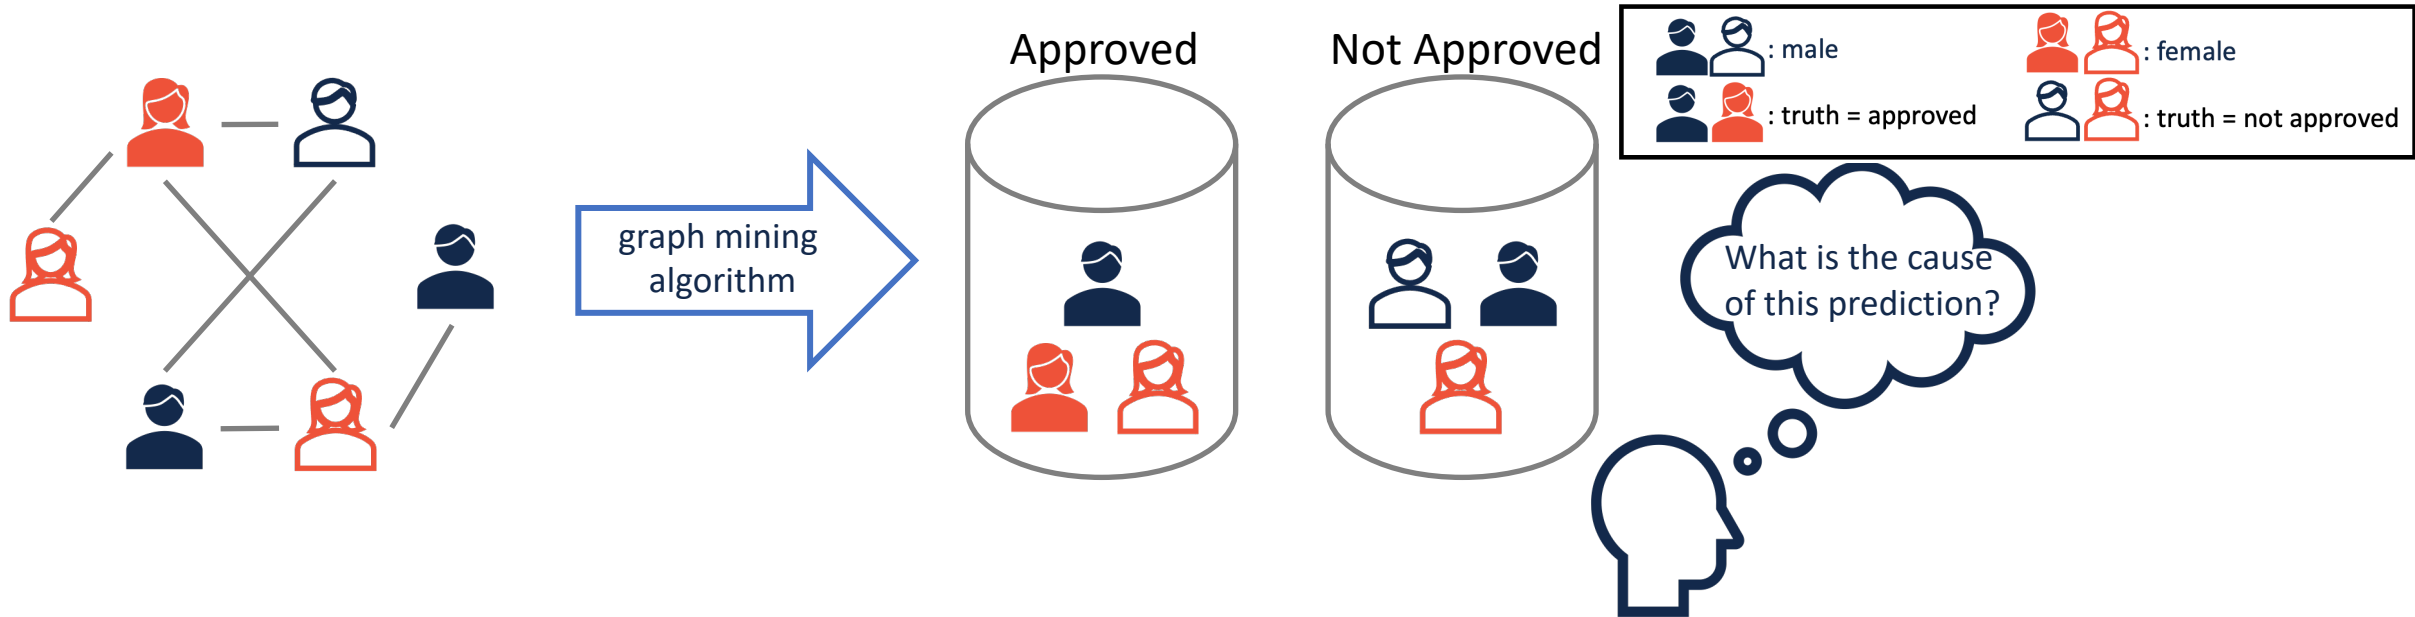 Approved
Not Approved
: male
: female
: truth = approved
: truth = not approved
graph mining
algorithm
What is the cause
of this prediction?